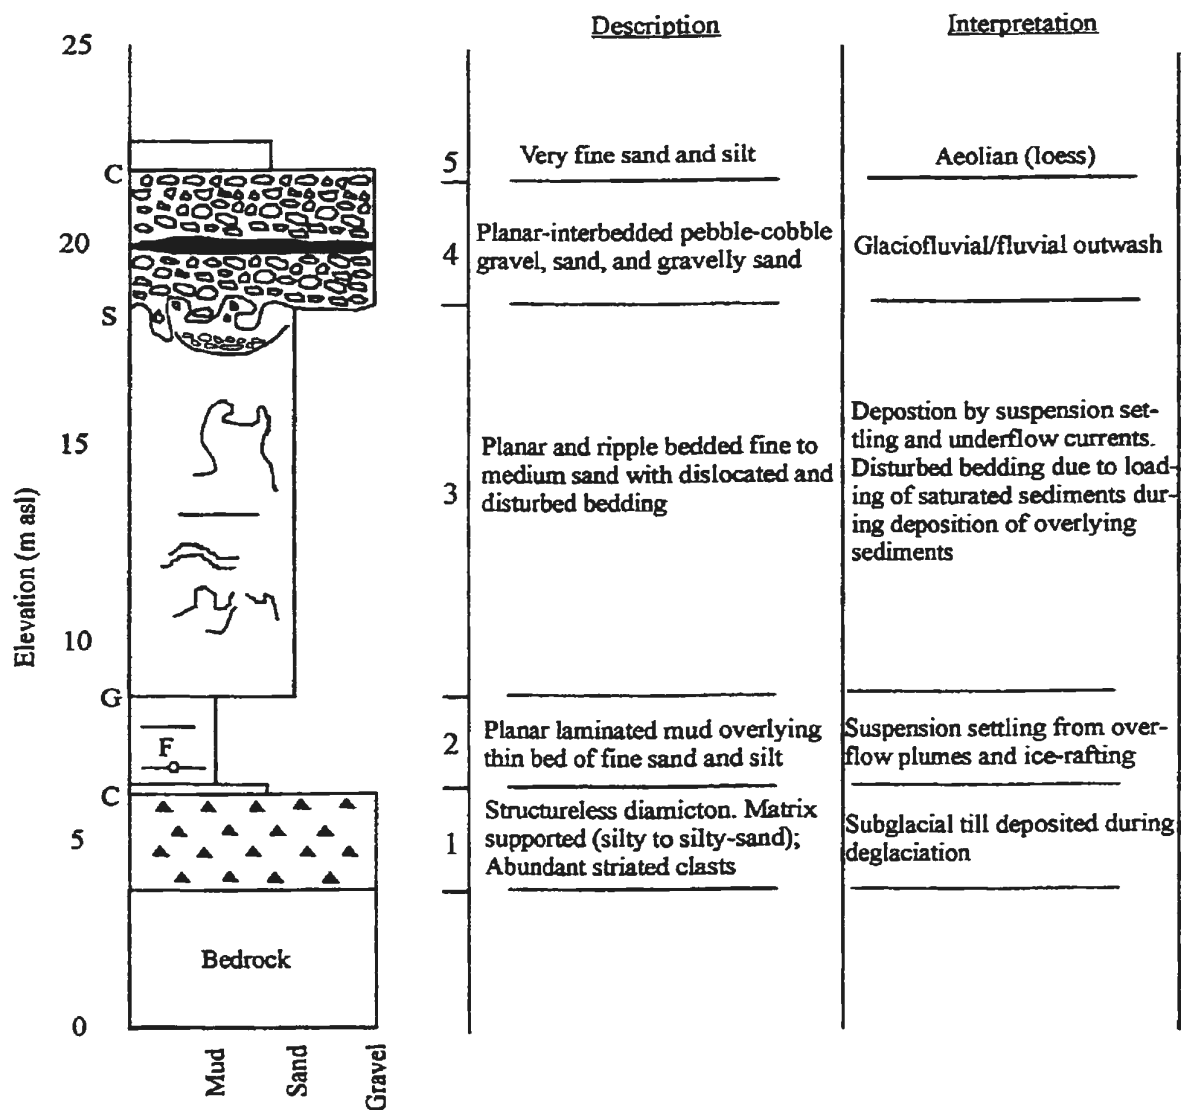 Description
Interpretation
25
5
Very fine sand and silt
Aeolian (loess)
C
20
4
Planar-interbedded pebble-cobble
gravel, sand, and gravelly sand
Glaciofluvial/fluvial outwash
S
15
3
Planar and ripple bedded fine to
medium sand with dislocated and
disturbed bedding
Depostion by suspension set-
tling and underflow currents.
Disturbed bedding due to load-
ing of saturated sediments dur-
ing deposition of overlying
sediments
Elevation (m asl)
10
G
F
2
Planar laminated mud overlying
thin bed of fine sand and silt
Suspension settling from over-
flow plumes and ice-rafting
C
5
1
Structureless diamicton. Matrix
supported (silty to silty-sand);
Abundant striated clasts
Subglacial till deposited during
deglaciation
Bedrock
0
Mud
Sand
Gravel